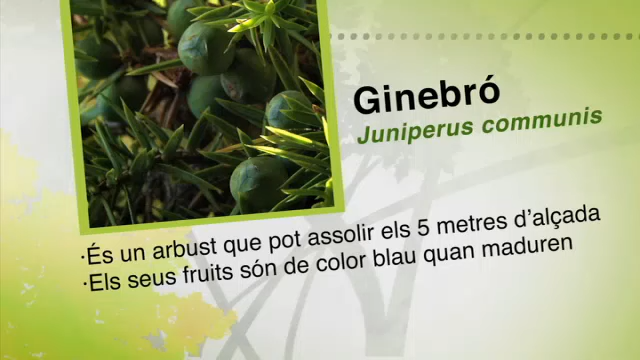 Ginebró
Juniperus communis
·És un arbust que pot assolir els 5 metres d'alçada
·Els seus fruits són de color blau quan maduren